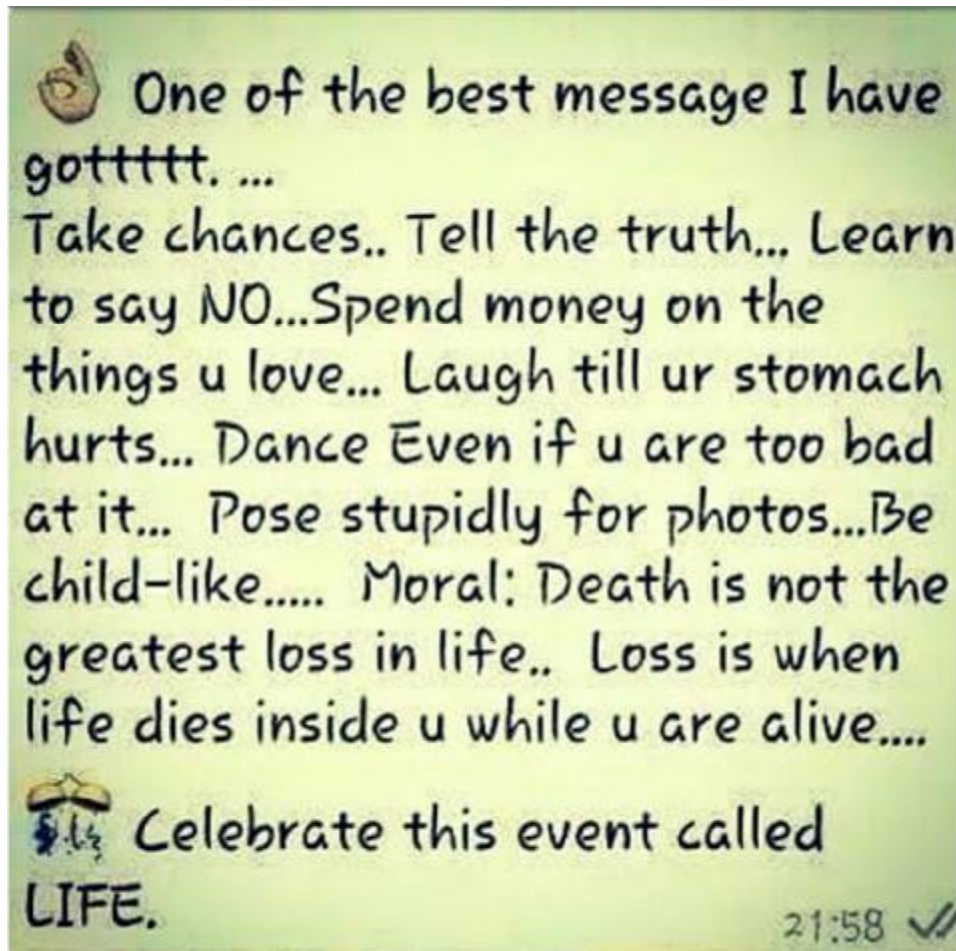 👌 One of the best message I have
gottttt. ...
Take chances.. Tell the truth... Learn
to say NO...Spend money on the
things u love... Laugh till ur stomach
hurts... Dance Even if u are too bad
at it... Pose stupidly for photos...Be
child-like..... Moral: Death is not the
greatest loss in life.. Loss is when
life dies inside u while u are alive....
🎊 Celebrate this event called
LIFE.
21:58